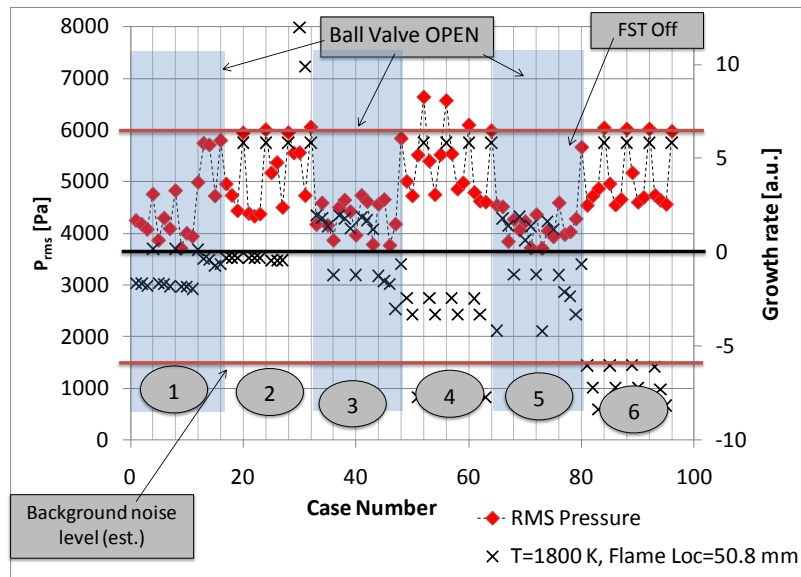 Ball Valve OPEN
FST Off
8000
7000
6000
5000
4000
3000
2000
1000
0
P_rms [Pa]
10
5
0
-5
-10
Growth rate [a.u.]
1
2
3
4
5
6
0
20
40
60
80
100
Case Number
Background noise
level (est.)
RMS Pressure
T=1800 K, Flame Loc=50.8 mm